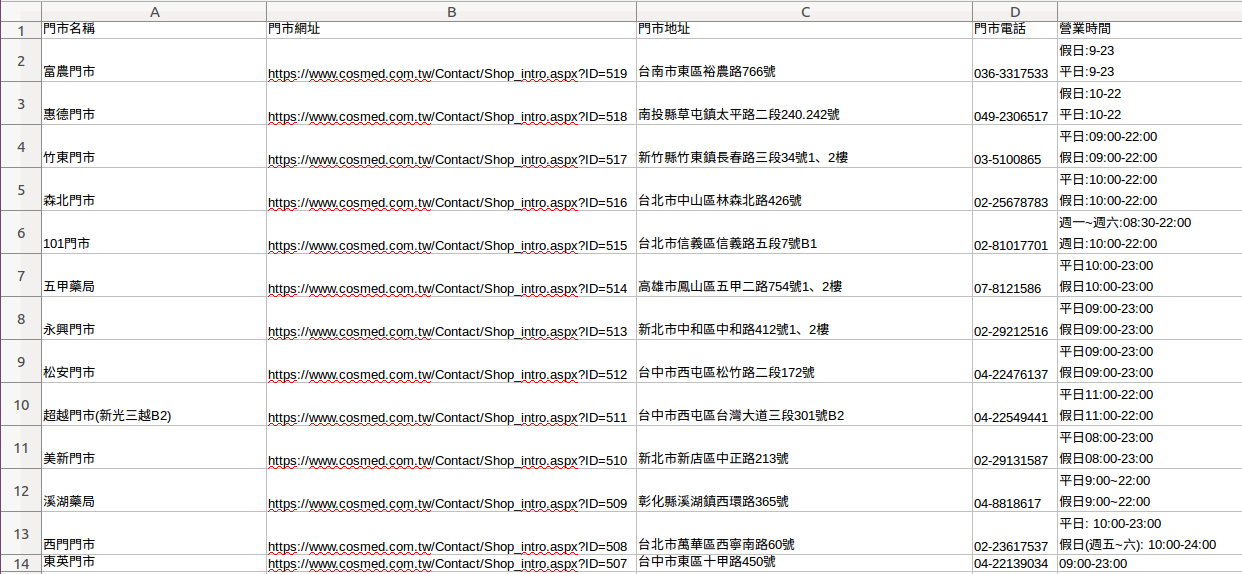 A B C D
1 門市名稱 門市網址 門市地址 門市電話 營業時間
假日:9-23
2 富農門市 https://www.cosmed.com.tw/Contact/Shop_intro.aspx?ID=519 台南市東區裕農路766號 036-3317533 平日:9-23
假日:10-22
3 惠德門市 https://www.cosmed.com.tw/Contact/Shop_intro.aspx?ID=518 南投縣草屯鎮太平路二段240.242號 049-2306517 平日:10-22
平日:09:00-22:00
4 竹東門市 https://www.cosmed.com.tw/Contact/Shop_intro.aspx?ID=517 新竹縣竹東鎮長春路三段34號1、2樓 03-5100865 假日:09:00-22:00
平日:10:00-22:00
5 森北門市 https://www.cosmed.com.tw/Contact/Shop_intro.aspx?ID=516 台北市中山區林森北路426號 02-25678783 假日:10:00-22:00
週一~週六:08:30-22:00
6 101門市 https://www.cosmed.com.tw/Contact/Shop_intro.aspx?ID=515 台北市信義區信義路五段7號B1 02-81017701 週日:10:00-22:00
平日10:00-23:00
7 五甲藥局 https://www.cosmed.com.tw/Contact/Shop_intro.aspx?ID=514 高雄市鳳山區五甲二路754號1、2樓 07-8121586 假日10:00-23:00
平日09:00-23:00
8 永興門市 https://www.cosmed.com.tw/Contact/Shop_intro.aspx?ID=513 新北市中和區中和路412號1、2樓 02-29212516 假日09:00-23:00
平日09:00-23:00
9 松安門市 https://www.cosmed.com.tw/Contact/Shop_intro.aspx?ID=512 台中市西屯區松竹路二段172號 04-22476137 假日09:00-23:00
平日11:00-22:00
10 超越門市(新光三越B2) https://www.cosmed.com.tw/Contact/Shop_intro.aspx?ID=511 台中市西屯區台灣大道三段301號B2 04-22549441 假日11:00-22:00
平日08:00-23:00
11 美新門市 https://www.cosmed.com.tw/Contact/Shop_intro.aspx?ID=510 新北市新店區中正路213號 02-29131587 假日08:00-23:00
平日9:00~22:00
12 溪湖藥局 https://www.cosmed.com.tw/Contact/Shop_intro.aspx?ID=509 彰化縣溪湖鎮西環路365號 04-8818617 假日9:00~22:00
平日: 10:00-23:00
13 西門門市 https://www.cosmed.com.tw/Contact/Shop_intro.aspx?ID=508 台北市萬華區西寧南路60號 02-23617537 假日(週五~六): 10:00-24:00
14 東英門市 https://www.cosmed.com.tw/Contact/Shop_intro.aspx?ID=507 台中市東區十甲路450號 04-22139034 09:00-23:00